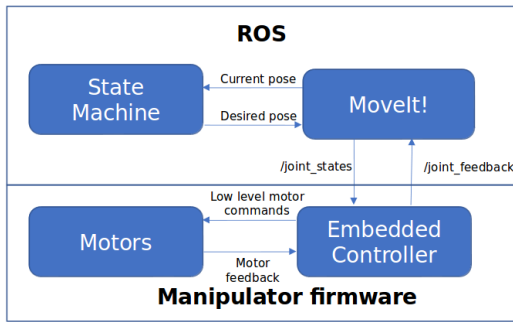 ROS
State
Machine
Current pose
Desired pose
MoveIt!
/joint_states
/joint_feedback
Motors
Low level motor
commands
Motor
feedback
Embedded
Controller
Manipulator firmware